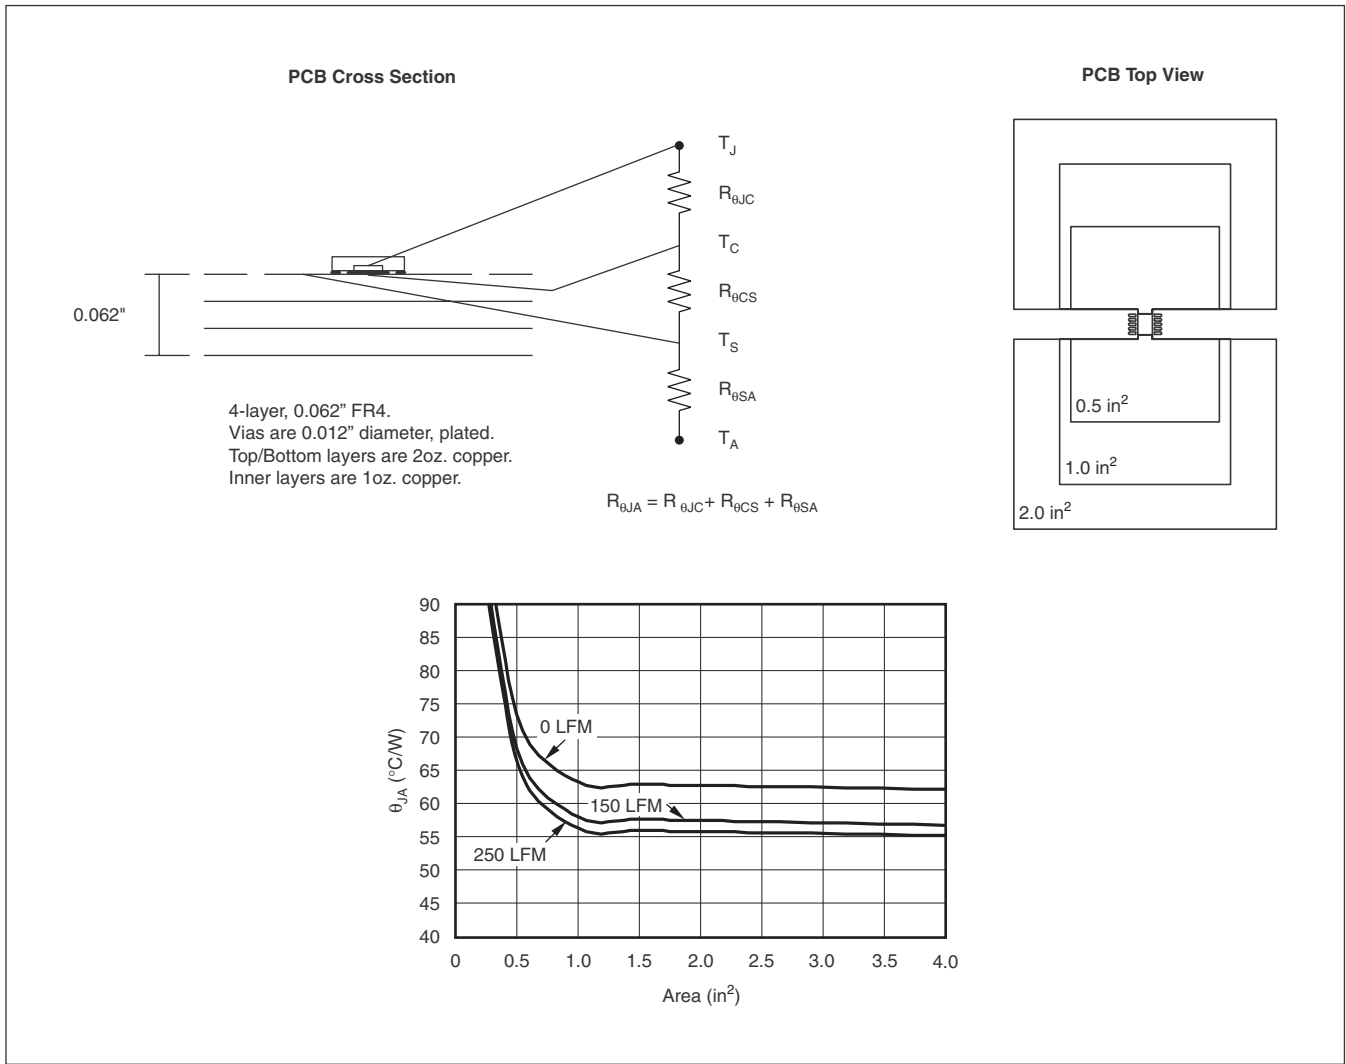 PCB Cross Section
PCB Top View
T_J
R_θJC
T_C
R_θCS
T_S
R_θSA
T_A
0.062"
4-layer, 0.062” FR4.
Vias are 0.012” diameter, plated.
Top/Bottom layers are 2oz. copper.
Inner layers are 1oz. copper.
R_θJA = R_θJC + R_θCS + R_θSA
0.5 in²
1.0 in²
2.0 in²
90
85
80
75
70
65
60
55
50
45
40
θ_JA (°C/W)
0 LFM
150 LFM
250 LFM
0 0.5 1.0 1.5 2.0 2.5 3.0 3.5 4.0
Area (in²)